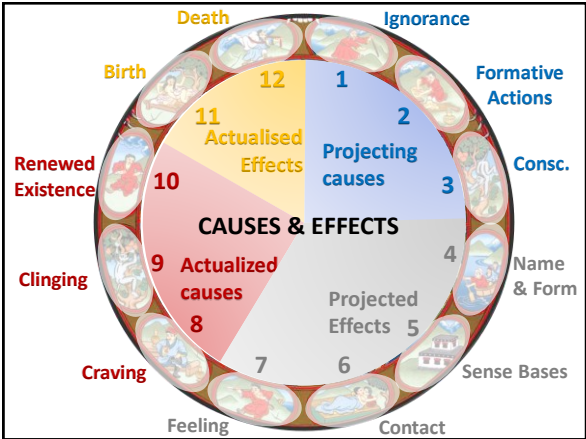 Death
Ignorance
Birth
12
1
Formative
Actions
11
2
Actualised
Effects
Projecting
causes
Renewed
Existence
10
3
Consc.
CAUSES & EFFECTS
4
Name
& Form
Clinging
9
Actualized
causes
8
Projected
Effects
5
Craving
7
6
Sense Bases
Feeling
Contact